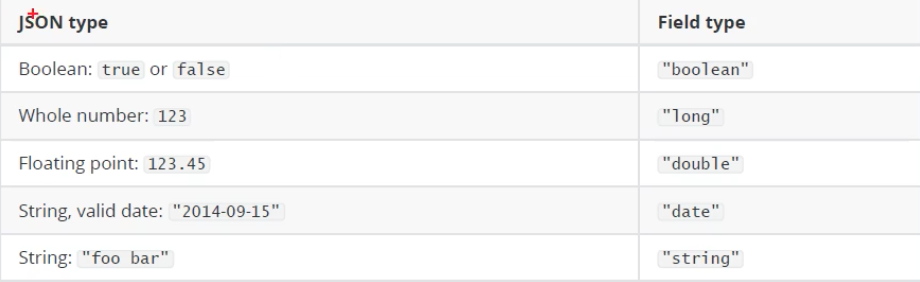 JSON type Field type
Boolean: true or false "boolean"
Whole number: 123 "long"
Floating point: 123.45 "double"
String, valid date: "2014-09-15" "date"
String: "foo bar" "string"